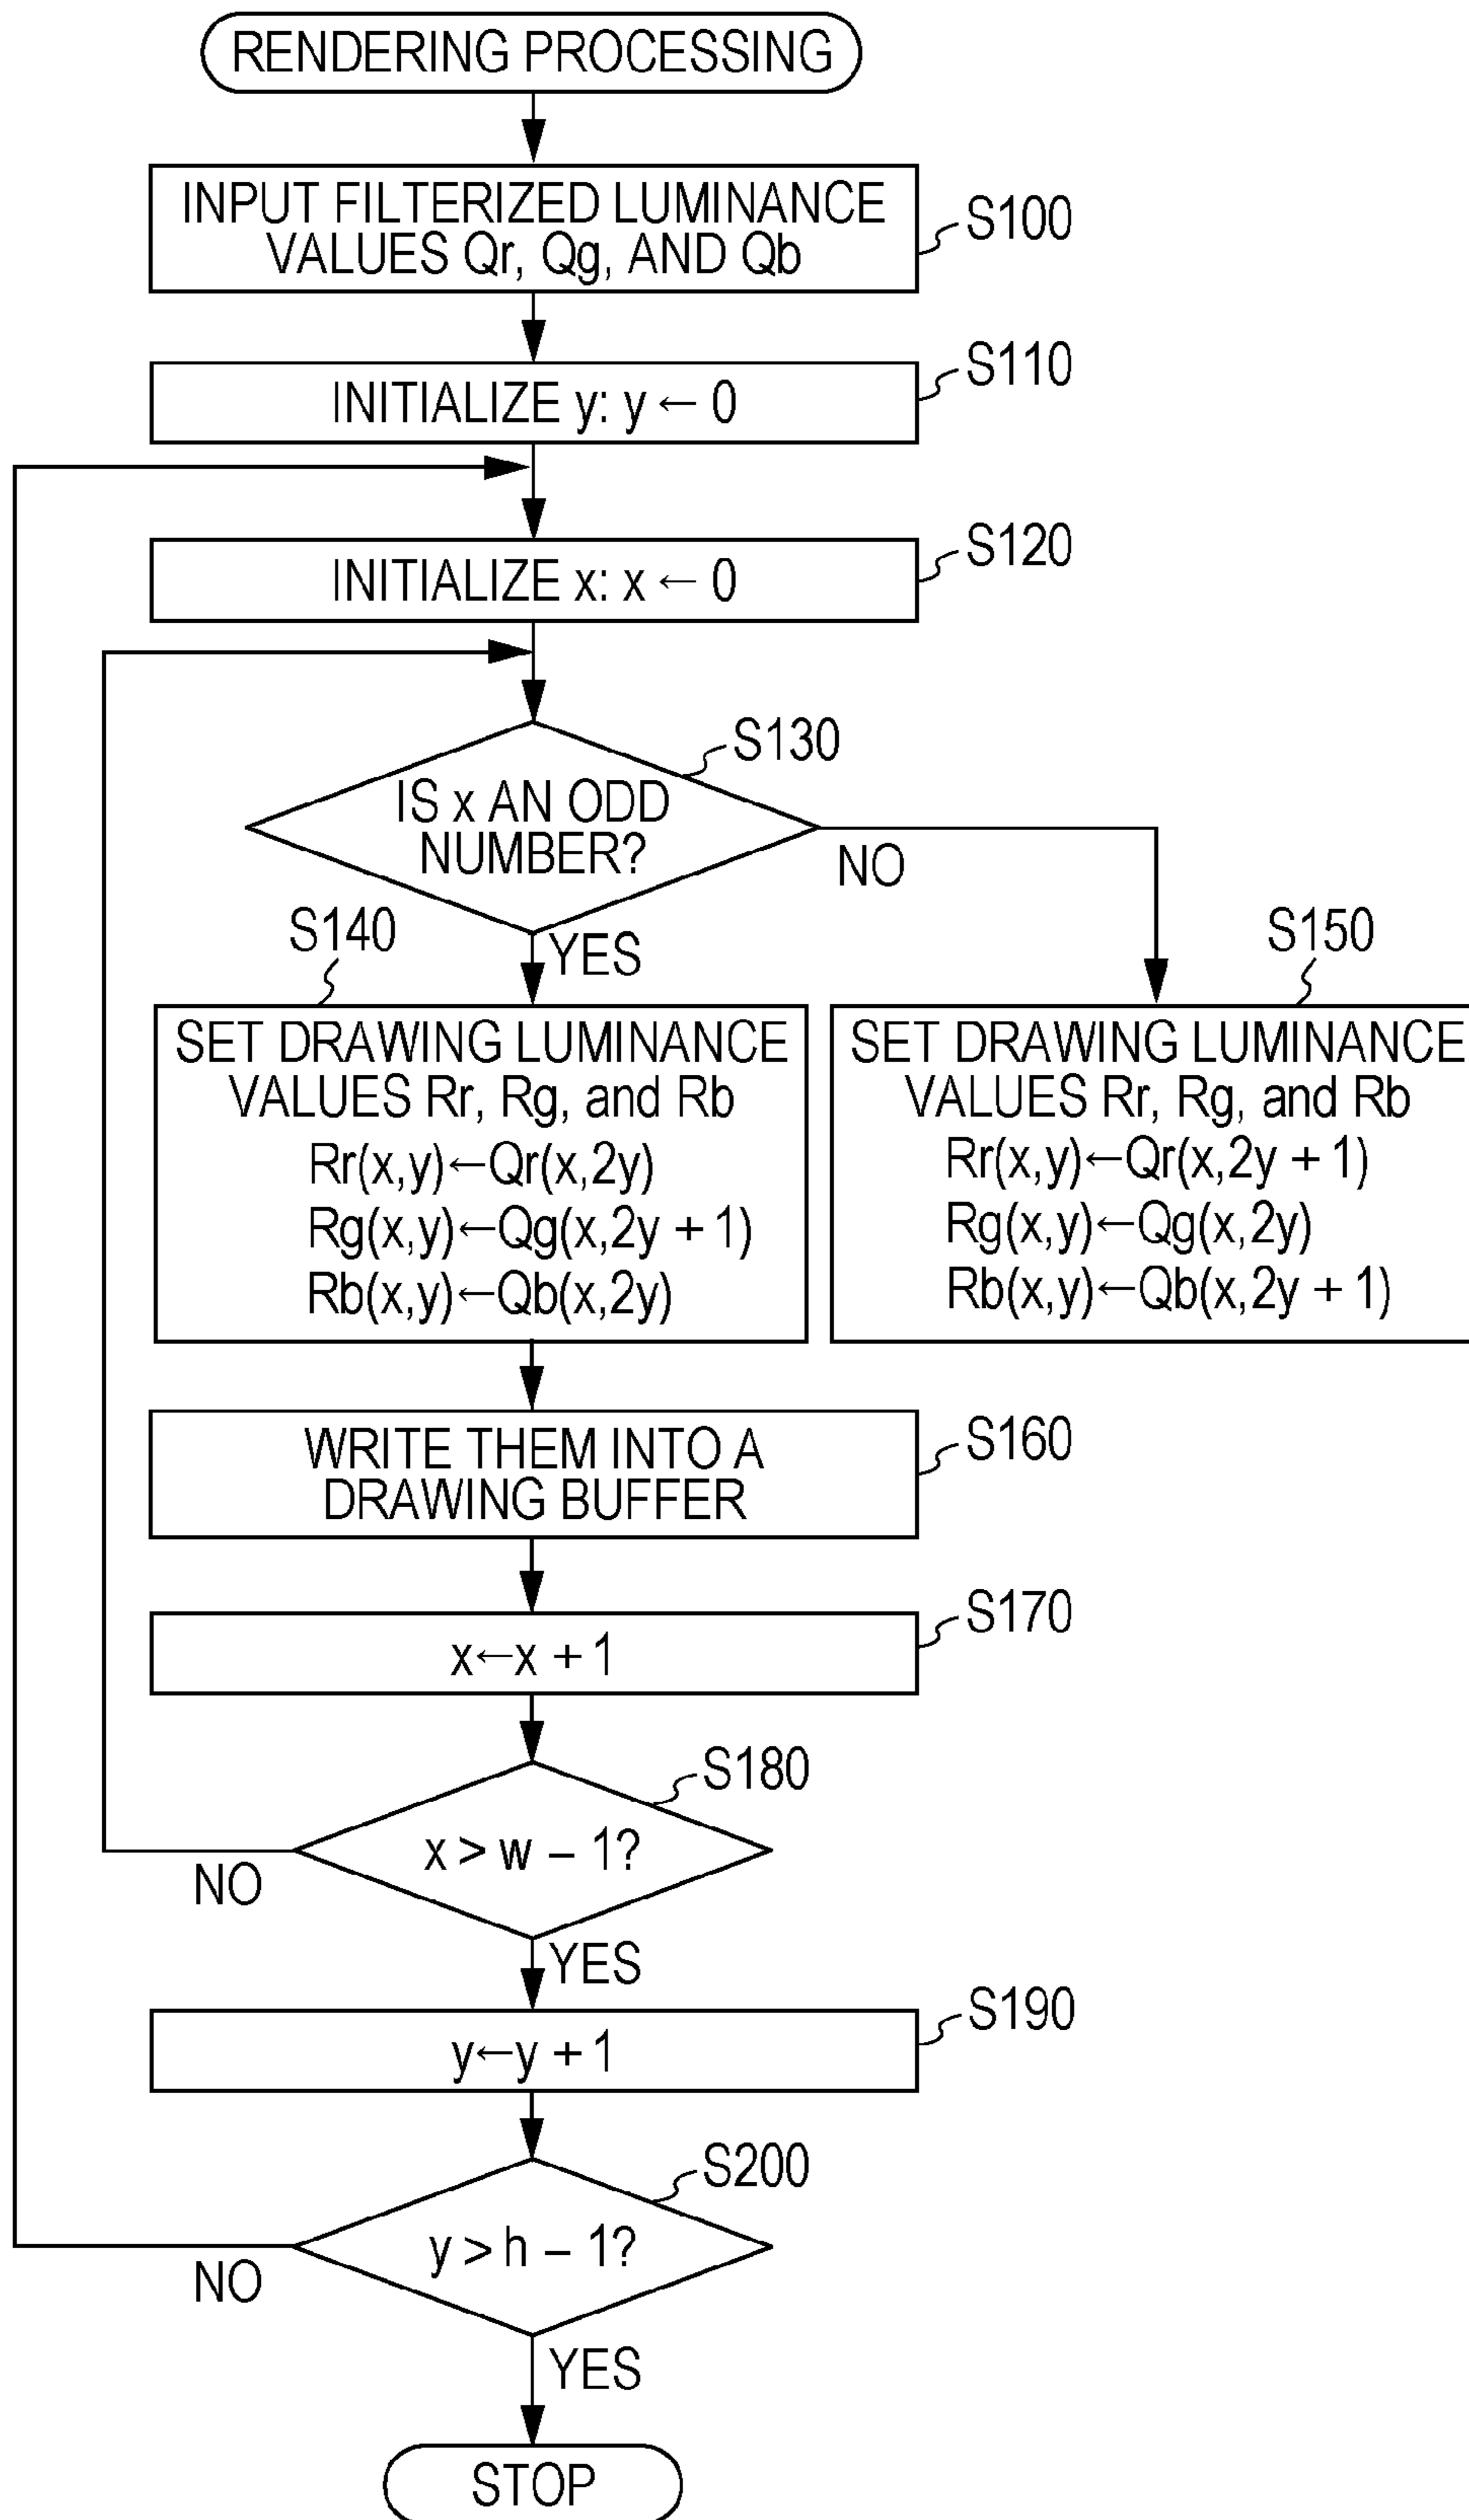 RENDERING PROCESSING
INPUT FILTERIZED LUMINANCE
VALUES Qr, Qg, AND Qb
S100
INITIALIZE y: y ← 0
S110
INITIALIZE x: x ← 0
S120
IS x AN ODD
NUMBER?
S130
NO
YES
S140
SET DRAWING LUMINANCE
VALUES Rr, Rg, and Rb
Rr(x,y)←Qr(x,2y)
Rg(x,y)←Qg(x,2y + 1)
Rb(x,y)←Qb(x,2y)
S150
SET DRAWING LUMINANCE
VALUES Rr, Rg, and Rb
Rr(x,y)←Qr(x,2y + 1)
Rg(x,y)←Qg(x,2y)
Rb(x,y)←Qb(x,2y + 1)
WRITE THEM INTO A
DRAWING BUFFER
S160
x←x + 1
S170
x > w – 1?
S180
NO
YES
y←y + 1
S190
y > h – 1?
S200
NO
YES
STOP